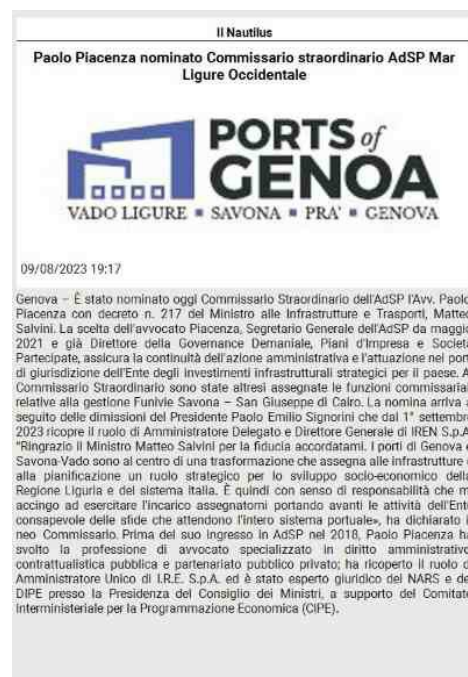 Il Nautilus
Paolo Piacenza nominato Commissario straordinario AdSP Mar
Ligure Occidentale
PORTS of
GENOA
VADO LIGURE ▪ SAVONA ▪ PRA' ▪ GENOVA
09/08/2023 19:17
Genova – È stato nominato oggi Commissario Straordinario dell'AdSP l'Avv. Paolo
Piacenza con decreto n. 217 del Ministro alle Infrastrutture e Trasporti, Matteo
Salvini. La scelta dell'avvocato Piacenza, Segretario Generale dell'AdSP da maggio
2021 e già Direttore della Governance Demaniale, Piani d'Impresa e Società
Partecipate, assicura la continuità dell'azione amministrativa e l'attuazione nei port
di giurisdizione dell'Ente degli investimenti infrastrutturali strategici per il paese. A
Commissario Straordinario sono state altresì assegnate le funzioni commissarial
relative alla gestione Funivie Savona – San Giuseppe di Cairo. La nomina arriva a
seguito delle dimissioni del Presidente Paolo Emilio Signorini che dal 1° settembre
2023 ricopre il ruolo di Amministratore Delegato e Direttore Generale di IREN S.p.A
"Ringrazio il Ministro Matteo Salvini per la fiducia accordatami. I porti di Genova e
Savona-Vado sono al centro di una trasformazione che assegna alle infrastrutture e
alla pianificazione un ruolo strategico per lo sviluppo socio-economico della
Regione Liguria e del sistema Italia. È quindi con senso di responsabilità che m
accingo ad esercitare l'incarico assegnatomi portando avanti le attività dell'Ente
consapevole delle sfide che attendono l'intero sistema portuale», ha dichiarato i
neo Commissario. Prima del suo ingresso in AdSP nel 2018, Paolo Piacenza ha
svolto la professione di avvocato specializzato in diritto amministrativo
contrattualistica pubblica e partenariato pubblico privato; ha ricoperto il ruolo d
Amministratore Unico di I.R.E. S.p.A. ed è stato esperto giuridico del NARS e de
DIPE presso la Presidenza del Consiglio dei Ministri, a supporto del Comitato
Interministeriale per la Programmazione Economica (CIPE).